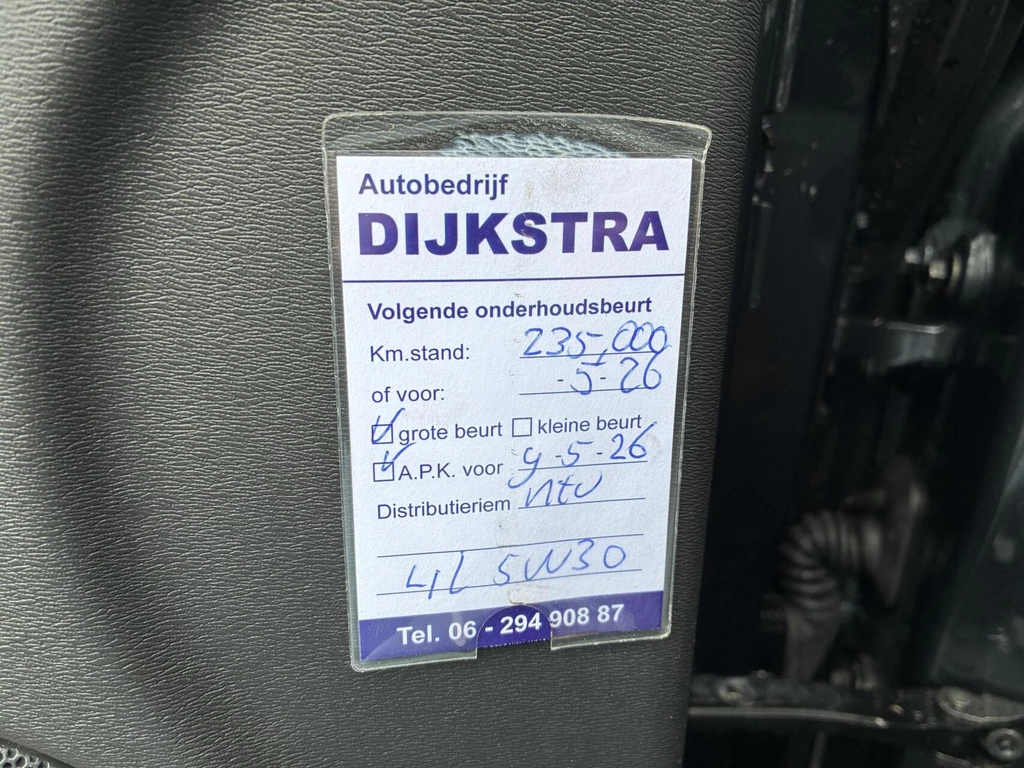 Autobedrijf
DIJKSTRA
Volgende onderhoudsbeurt
Km.stand: 235,000
of voor: -5-26
grote beurt kleine beurt
A.P.K. voor 9-5-26
Distributieriem ntv
4L 5W30
Tel. 06 - 294 908 87